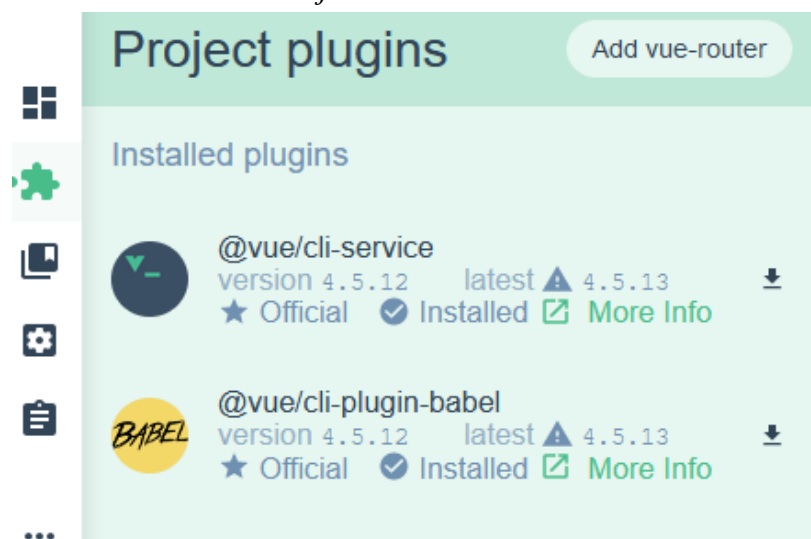 Project plugins
Add vue-router
Installed plugins
@vue/cli-service
version 4.5.12 latest 4.5.13
Official Installed More Info
BABEL
@vue/cli-plugin-babel
version 4.5.12 latest 4.5.13
Official Installed More Info